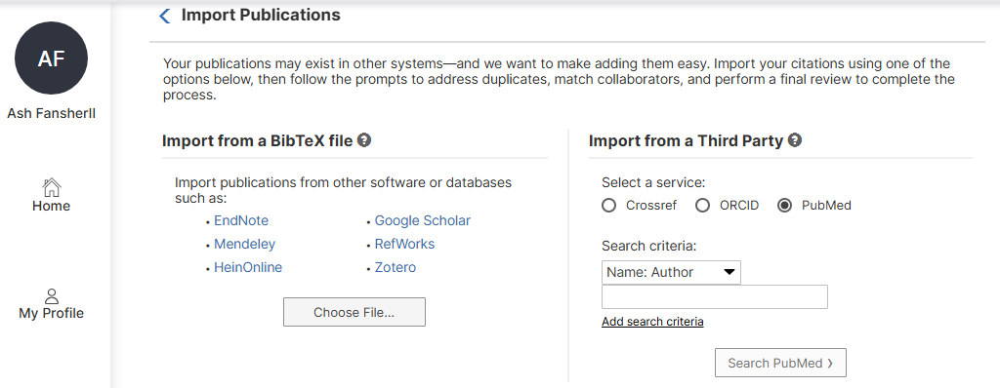 Import Publications
AF
Ash FansherII
Home
My Profile
Your publications may exist in other systems—and we want to make adding them easy. Import your citations using one of the
options below, then follow the prompts to address duplicates, match collaborators, and perform a final review to complete the
process.
Import from a BibTeX file ?
Import publications from other software or databases
such as:
• EndNote
• Google Scholar
• Mendeley
• RefWorks
• HeinOnline
• Zotero
Choose File...
Import from a Third Party ?
Select a service:
Crossref ORCID PubMed
Search criteria:
Name: Author
Add search criteria
Search PubMed ›